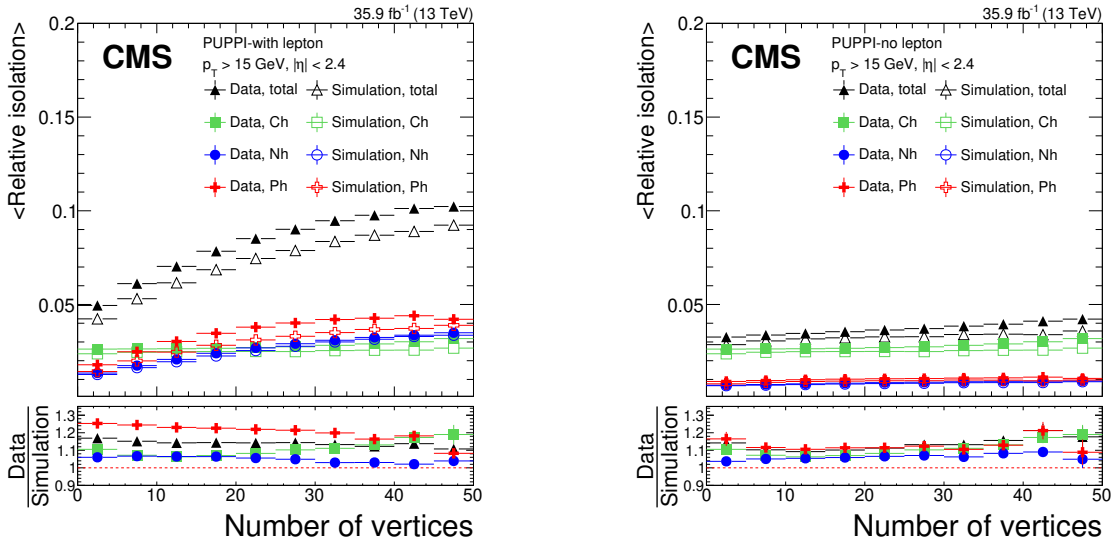 35.9 fb⁻¹ (13 TeV)
<Relative isolation>
0.2
0.15
0.1
0.05
CMS
PUPPI-with lepton
p_T > 15 GeV, |η| < 2.4
Data, total
Simulation, total
Data, Ch
Simulation, Ch
Data, Nh
Simulation, Nh
Data, Ph
Simulation, Ph
Data
Simulation
1.3
1.2
1.1
1
0.9
0 10 20 30 40 50
Number of vertices
35.9 fb⁻¹ (13 TeV)
<Relative isolation>
0.2
0.15
0.1
0.05
CMS
PUPPI-no lepton
p_T > 15 GeV, |η| < 2.4
Data, total
Simulation, total
Data, Ch
Simulation, Ch
Data, Nh
Simulation, Nh
Data, Ph
Simulation, Ph
Data
Simulation
1.3
1.2
1.1
1
0.9
0 10 20 30 40 50
Number of vertices